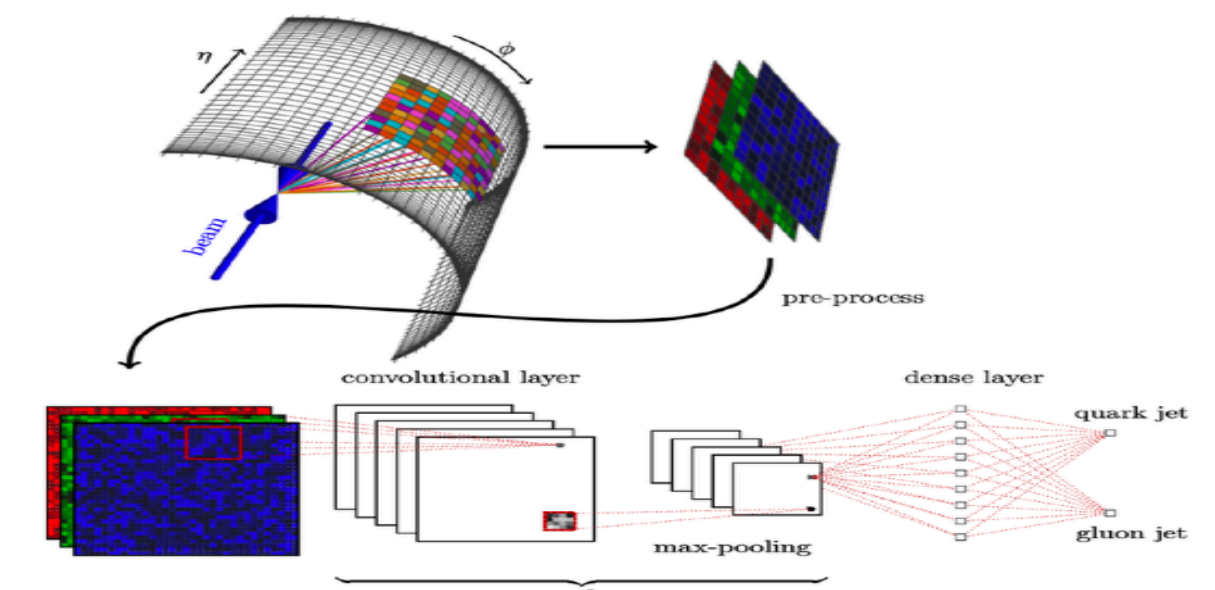 η
ϕ
beam
pre-process
convolutional layer
dense layer
quark jet
gluon jet
max-pooling